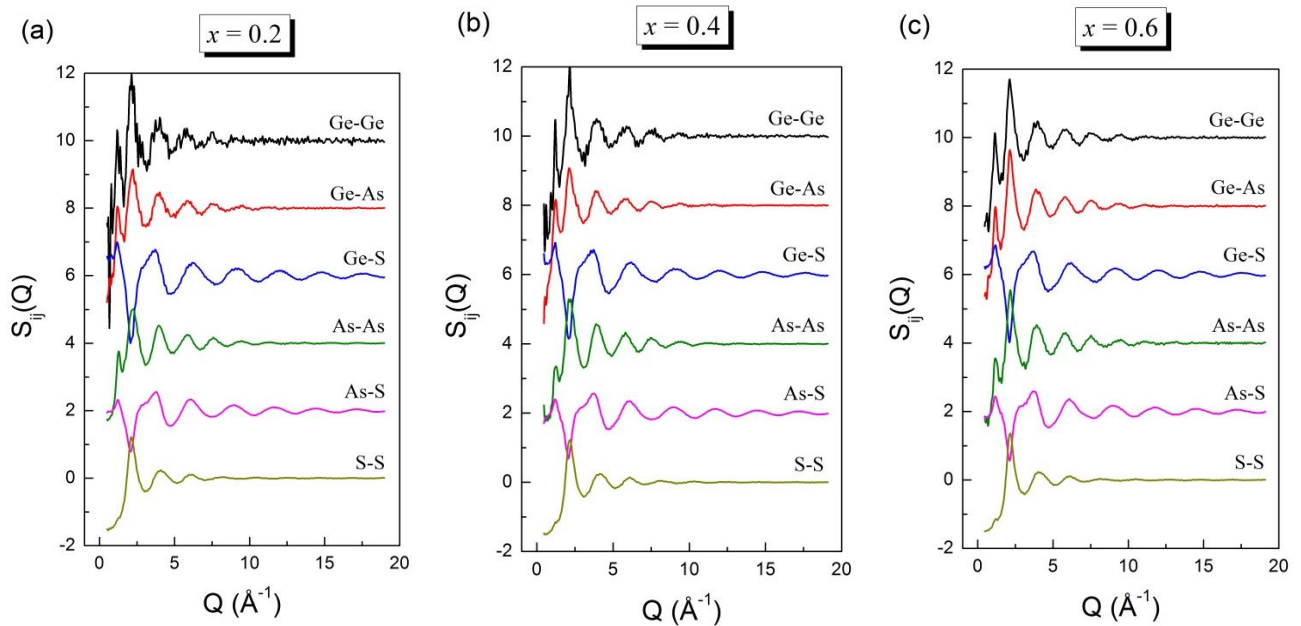 (a)
x = 0.2
12
10
8
6
4
2
0
-2
S_ij(Q)
Ge-Ge
Ge-As
Ge-S
As-As
As-S
S-S
0 5 10 15 20
Q (Å⁻¹)
(b)
x = 0.4
12
10
8
6
4
2
0
-2
S_ij(Q)
Ge-Ge
Ge-As
Ge-S
As-As
As-S
S-S
0 5 10 15 20
Q (Å⁻¹)
(c)
x = 0.6
12
10
8
6
4
2
0
-2
S_ij(Q)
Ge-Ge
Ge-As
Ge-S
As-As
As-S
S-S
0 5 10 15 20
Q (Å⁻¹)